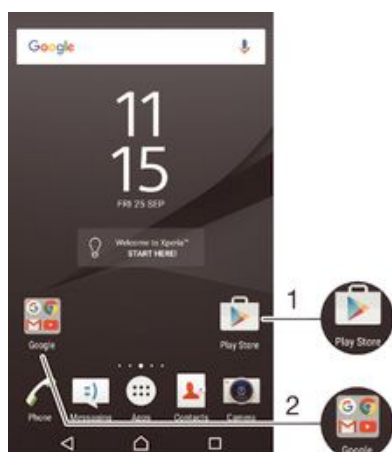 Google
11
15
FRI 25 SEP
Welcome to Xperia™
START HERE!
1
Play Store
Google
Play Store
2
Phone
Messaging
Apps
Contacts
Camera
Google